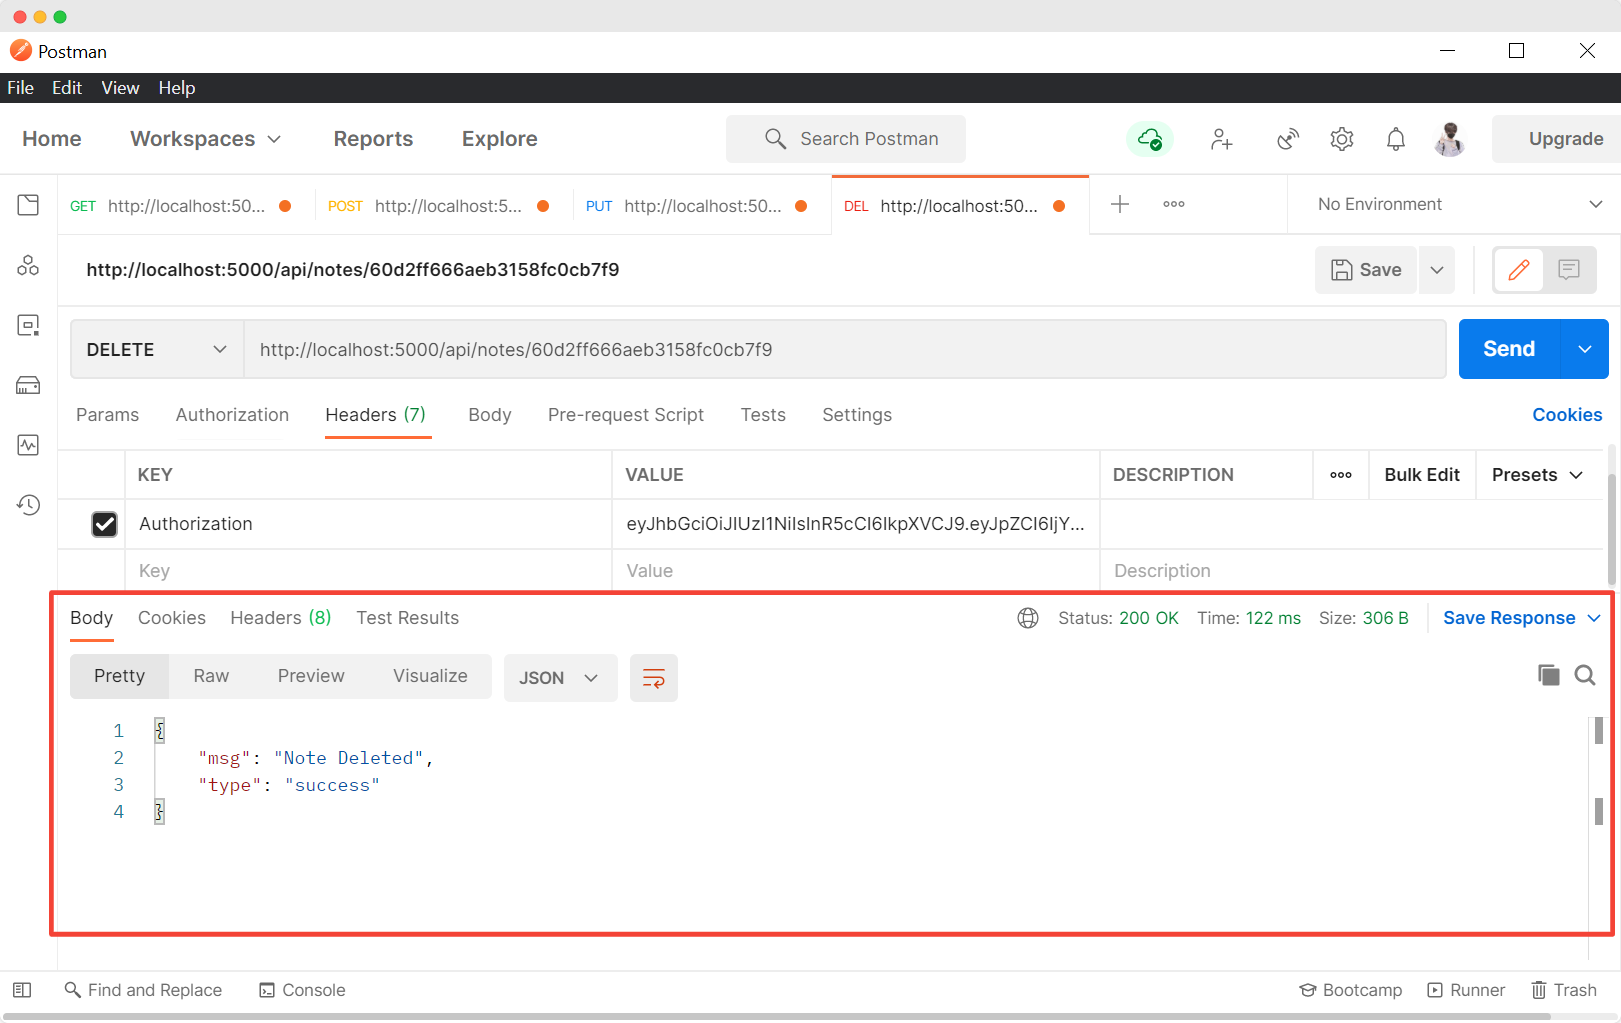 Postman
File Edit View Help
Home Workspaces Reports Explore Search Postman Upgrade
GET http://localhost:50... POST http://localhost:5... PUT http://localhost:50... DEL http://localhost:50... No Environment
http://localhost:5000/api/notes/60d2ff666aeb3158fc0cb7f9 Save
DELETE http://localhost:5000/api/notes/60d2ff666aeb3158fc0cb7f9 Send
Params Authorization Headers (7) Body Pre-request Script Tests Settings Cookies
KEY VALUE DESCRIPTION Bulk Edit Presets
Authorization eyJhbGciOiJIUzI1NiIsInR5cCI6IkpXVCJ9.eyJpZCI6IjY...
Key Value Description
Body Cookies Headers (8) Test Results Status: 200 OK Time: 122 ms Size: 306 B Save Response
Pretty Raw Preview Visualize JSON
1 {
2 "msg": "Note Deleted",
3 "type": "success"
4 }
Find and Replace Console Bootcamp Runner Trash